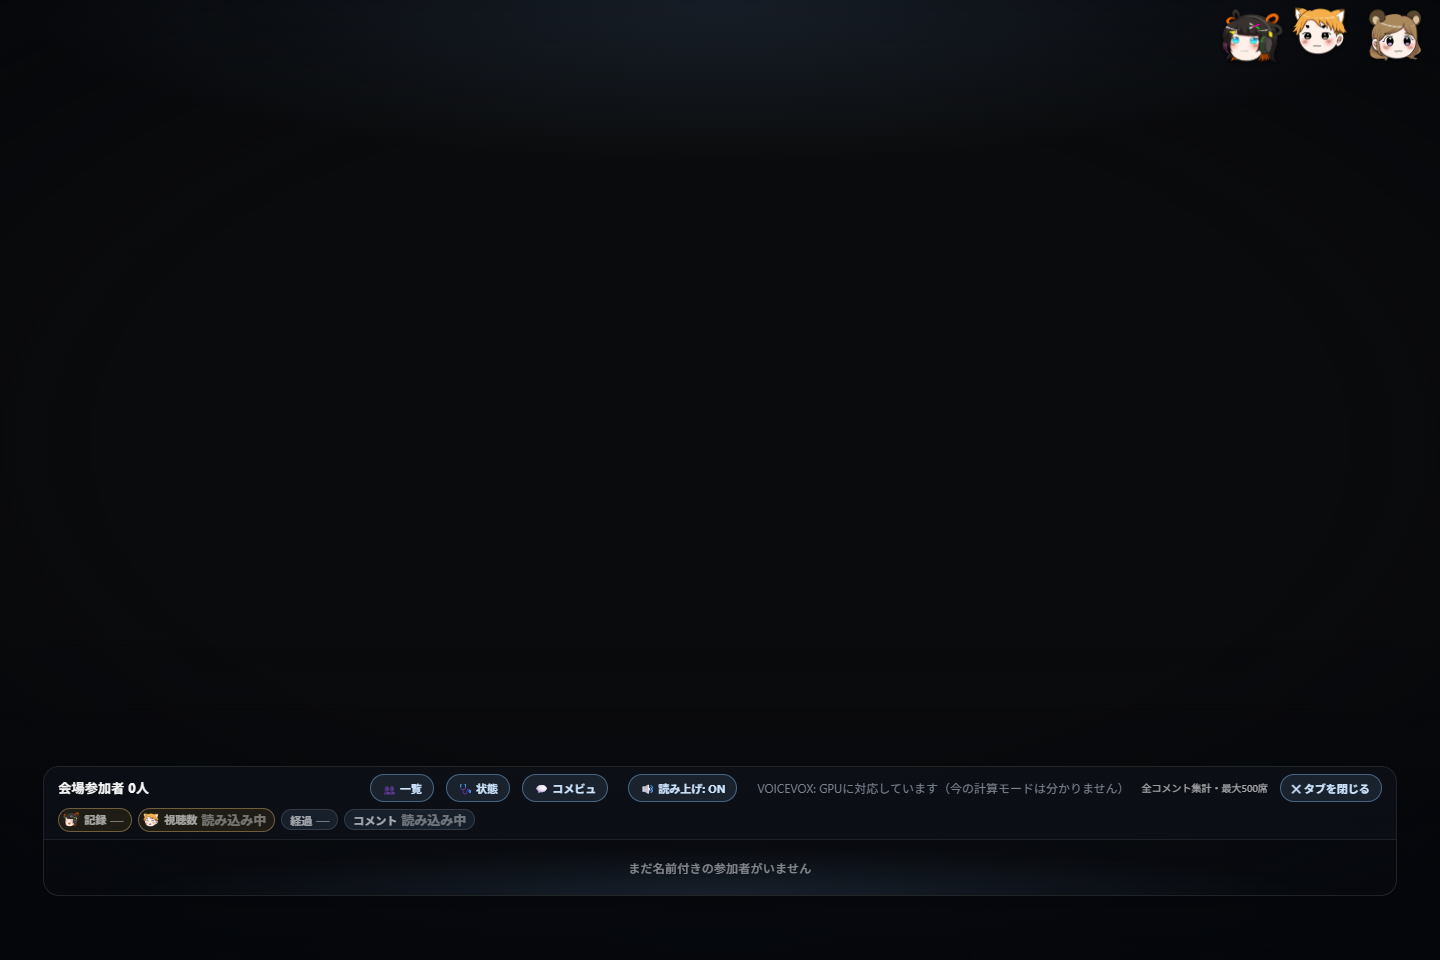 会場参加者 0人 一覧 状態 コメビュ 読み上げ: ON VOICEVOX: GPUに対応しています（今の計算モードは分かりません） 全コメント集計・最大500席 ✕ タブを閉じる
記録 — 視聴数 読み込み中 経過 — コメント 読み込み中
まだ名前付きの参加者がいません